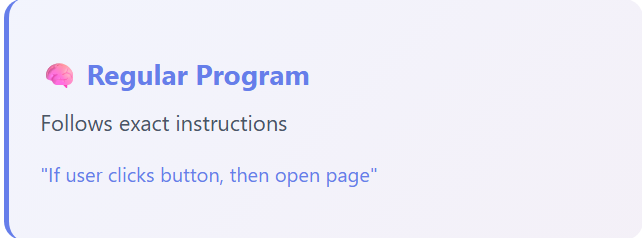 Regular Program
Follows exact instructions
"If user clicks button, then open page"